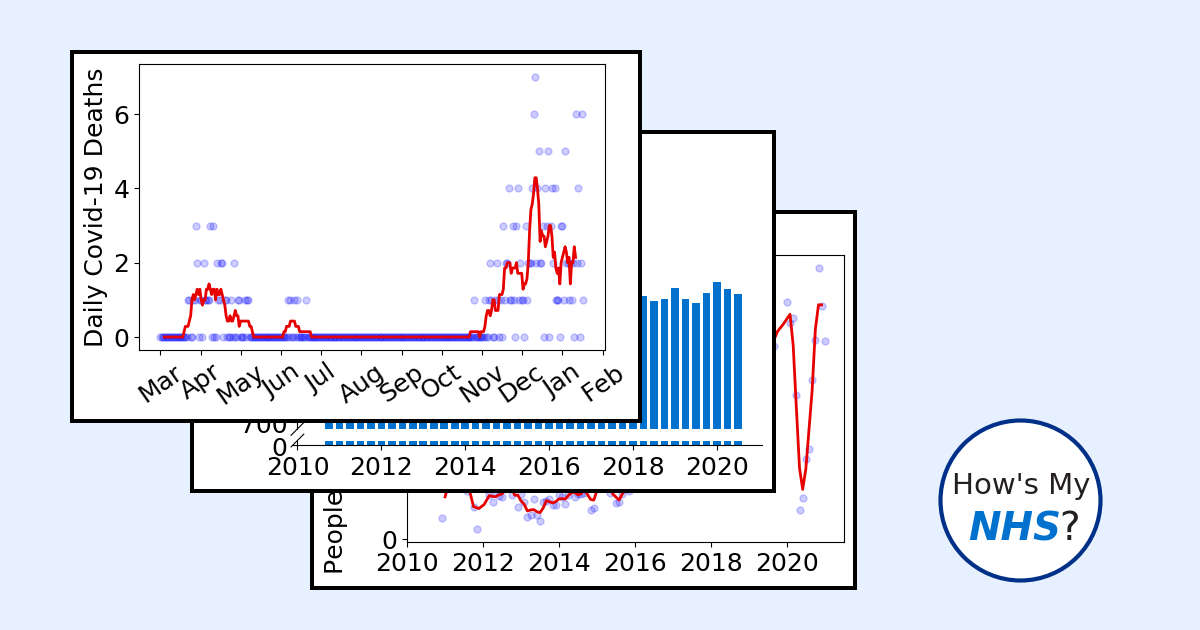 Daily Covid-19 Deaths
6
4
2
0
Mar Apr May Jun Jul Aug Sep Oct Nov Dec Jan Feb
700
0
2010 2012 2014 2016 2018 2020
People
0
2010 2012 2014 2016 2018 2020
How's My
NHS?